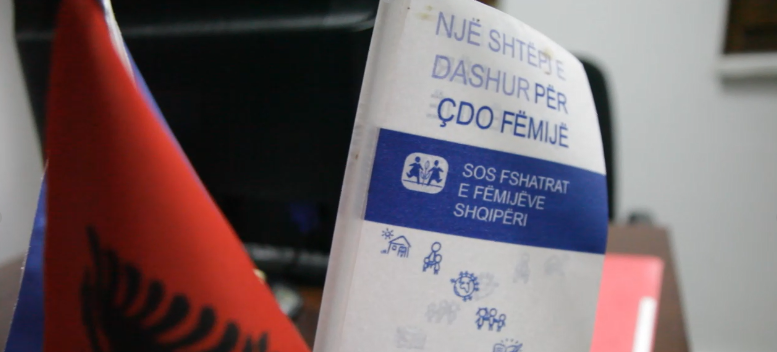 NJË SHTËPI E
DASHUR PËR
ÇDO FËMIJË
SOS FSHATRAT
E FËMIJËVE
SHQIPËRI